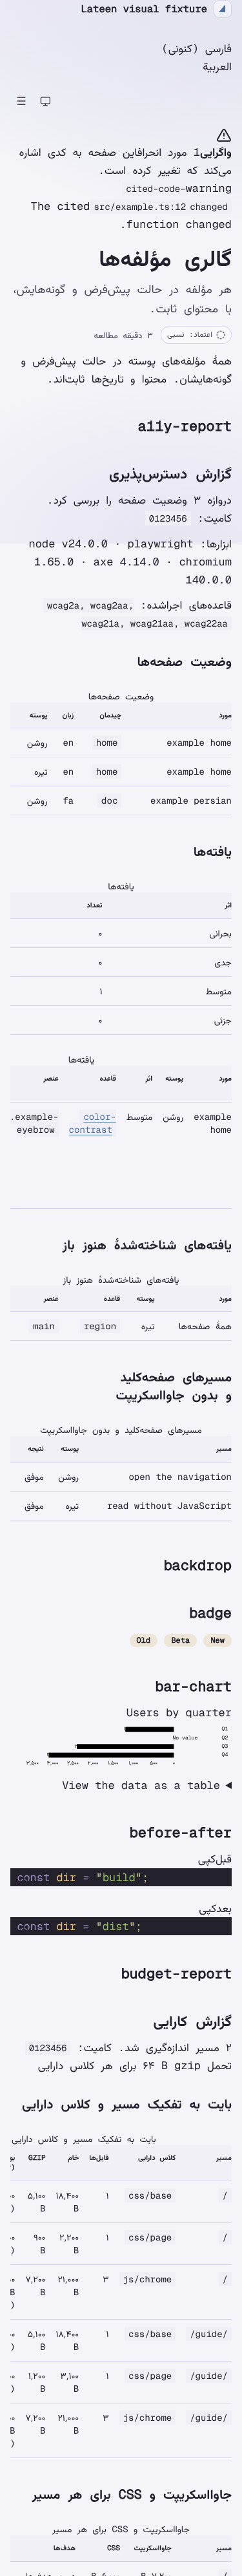 Lateen visual fixture
فارسی (کنونی)
العربية
واگرایی۱ مورد انحرافاین صفحه به کدی اشاره
می‌کند که تغییر کرده است.
cited-code-warning
The cited src/example.ts:12 changed
function changed.
گالری مؤلفه‌ها
هر مؤلفه در حالت پیش‌فرض و گونه‌هایش،
با محتوای ثابت.
اعتماد: نسبی
۳ دقیقه مطالعه
همهٔ مؤلفه‌های پوسته در حالت پیش‌فرض و
گونه‌هایشان. محتوا و تاریخ‌ها ثابت‌اند.
a11y-report
گزارش دسترس‌پذیری
دروازه ۳ وضعیت صفحه را بررسی کرد.
کامیت: 0123456
ابزارها: node v24.0.0 · playwright
1.65.0 · axe 4.14.0 · chromium
140.0.0
قاعده‌های اجراشده: wcag2a, wcag2aa,
wcag21a, wcag21aa, wcag22aa
وضعیت صفحه‌ها
وضعیت صفحه‌ها
مورد چیدمان زبان پوسته
example home home en روشن
example home home en تیره
example persian doc fa روشن
یافته‌ها
یافته‌ها
اثر تعداد
بحرانی ۰
جدی ۰
متوسط ۱
جزئی ۰
یافته‌ها
مورد پوسته اثر قاعده عنصر
example home روشن متوسط color-contrast .example-eyebrow
یافته‌های شناخته‌شدهٔ هنوز باز
یافته‌های شناخته‌شدهٔ هنوز باز
مورد پوسته قاعده عنصر
همهٔ صفحه‌ها تیره region main
مسیرهای صفحه‌کلید
و بدون جاوااسکریپت
مسیرهای صفحه‌کلید و بدون جاوااسکریپت
مسیر پوسته نتیجه
open the navigation روشن موفق
read without JavaScript تیره موفق
backdrop
badge
New Beta Old
bar-chart
Users by quarter
Q1
Q2 No value
Q3
Q4
۰ ۵۰۰ ۱٬۰۰۰ ۱٬۵۰۰ ۲٬۰۰۰ ۲٬۵۰۰ ۳٬۰۰۰ ۳٬۵۰۰
View the data as a table
before-after
قبل‌کپی
const dir = "build";
بعدکپی
const dir = "dist";
budget-report
گزارش کارایی
۲ مسیر اندازه‌گیری شد. کامیت: 0123456
تحمل ۶۴ B gzip برای هر کلاس دارایی
بایت به تفکیک مسیر و کلاس دارایی
بایت به تفکیک مسیر و کلاس دارایی
مسیر کلاس دارایی فایل‌ها خام GZIP
/ css/base ۱ ۱۸٬۴۰۰ B ۵٬۱۰۰ B
/ css/page ۱ ۲٬۲۰۰ B ۹۰۰ B
/ js/chrome ۳ ۲۱٬۰۰۰ B ۷٬۲۰۰ B
/guide/ css/base ۱ ۱۸٬۴۰۰ B ۵٬۱۰۰ B
/guide/ css/page ۱ ۳٬۱۰۰ B ۱٬۲۰۰ B
/guide/ js/chrome ۳ ۲۱٬۰۰۰ B ۷٬۲۰۰ B
جاوااسکریپت و CSS برای هر مسیر
جاوااسکریپت و CSS برای هر مسیر
مسیر جاوااسکریپت CSS هدف‌ها